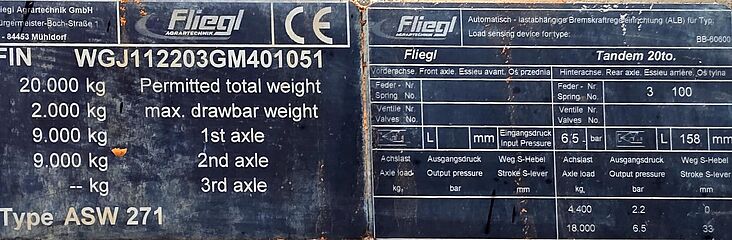 Fliegl Agrartechnik GmbH
Bürgermeister-Boch-Straße 1
- 84453 Mühldorf
Fliegl
AGRARTECHNIK
CE
FIN WGJ112203GM401051
20.000 kg Permitted total weight
2.000 kg max. drawbar weight
9.000 kg 1st axle
9.000 kg 2nd axle
-- kg 3rd axle
Type ASW 271
Fliegl
AGRARTECHNIK
Automatisch - lastabhängige Bremskraftregeleinrichtung (ALB) für Typ:
Load sensing device for type:
BB-60600
Fliegl Tandem 20to.
Vorderachse, Front axle, Essieu avant, Oś przednia Hinterachse, Rear axle, Essieu arrière, Oś tylna
Feder - Nr. Feder - Nr. 3 100
Spring No. Spring No.
Ventile Nr. Ventile Nr.
Valves No. Valves No.
L mm Eingangsdruck 6.5 bar L 158 mm
Input Pressure
Achslast Ausgangsdruck Weg S-Hebel Achslast Ausgangsdruck Weg S-Hebel
Axle load Output pressure Stroke S-lever Axle load Output pressure Stroke S-lever
kg bar mm kg bar mm
4.400 2.2 0
18.000 6.5 33